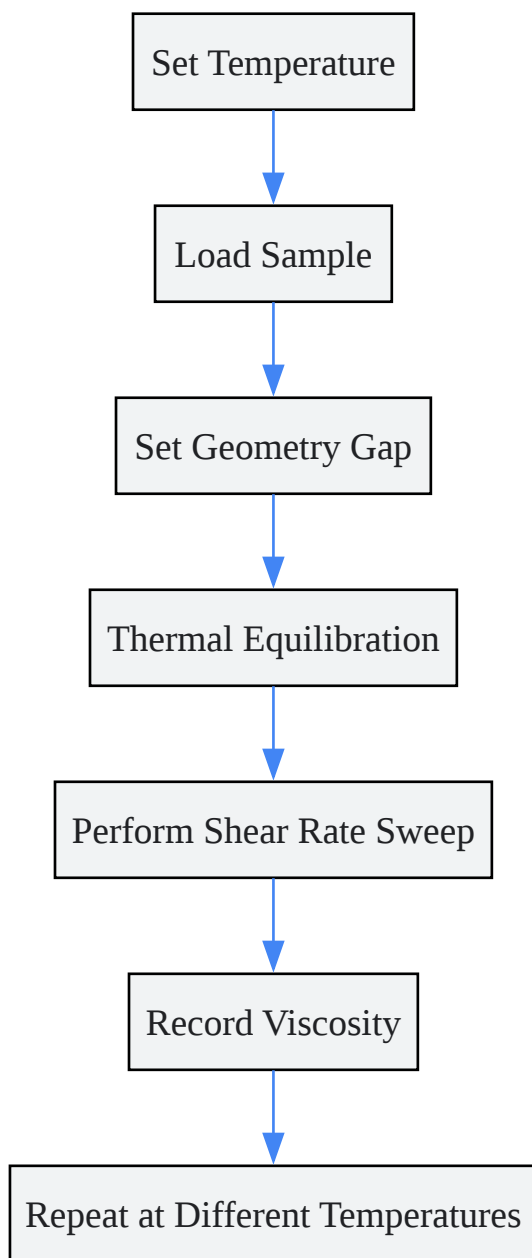 Set Temperature
Load Sample
Set Geometry Gap
Thermal Equilibration
Perform Shear Rate Sweep
Record Viscosity
Repeat at Different Temperatures